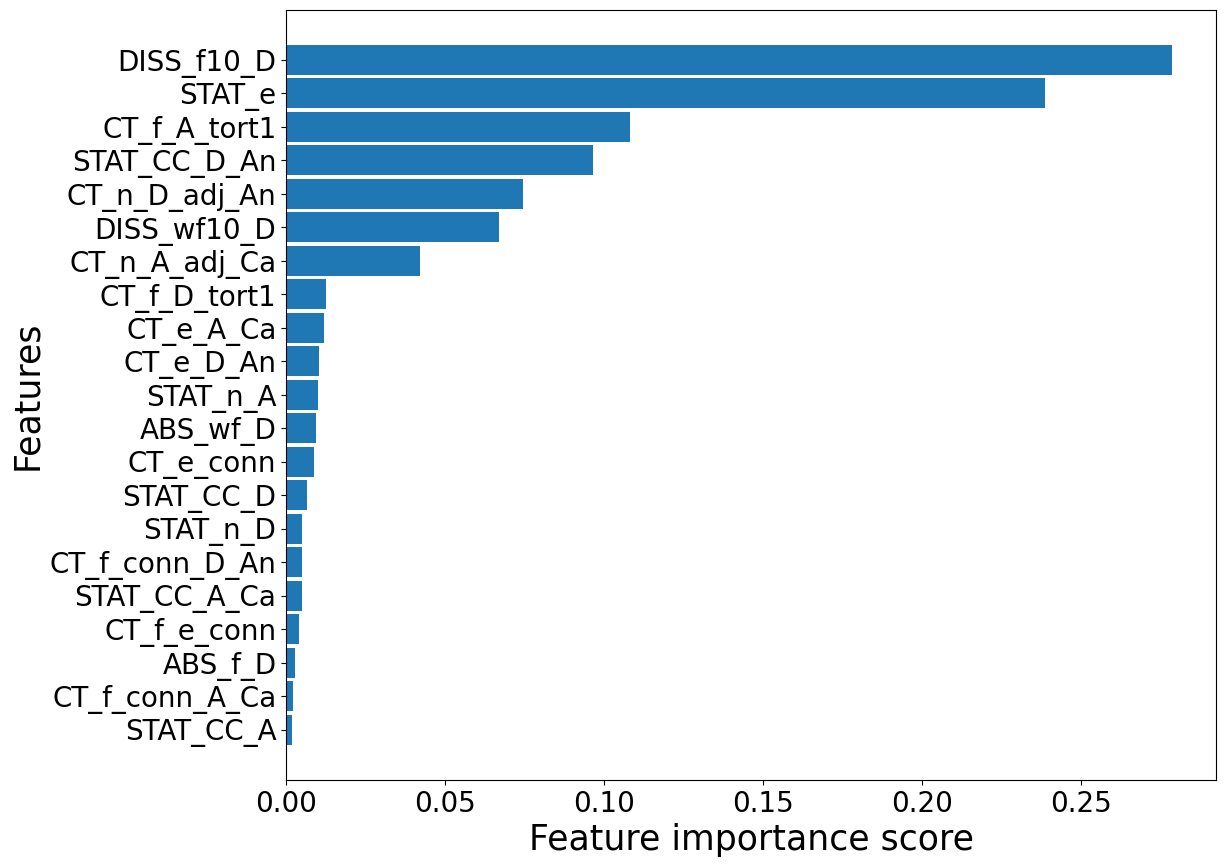 DISS_f10_D
STAT_e
CT_f_A_tort1
STAT_CC_D_An
CT_n_D_adj_An
DISS_wf10_D
CT_n_A_adj_Ca
CT_f_D_tort1
CT_e_A_Ca
CT_e_D_An
STAT_n_A
ABS_wf_D
CT_e_conn
STAT_CC_D
STAT_n_D
CT_f_conn_D_An
STAT_CC_A_Ca
CT_f_e_conn
ABS_f_D
CT_f_conn_A_Ca
STAT_CC_A
Features
0.00 0.05 0.10 0.15 0.20 0.25
Feature importance score